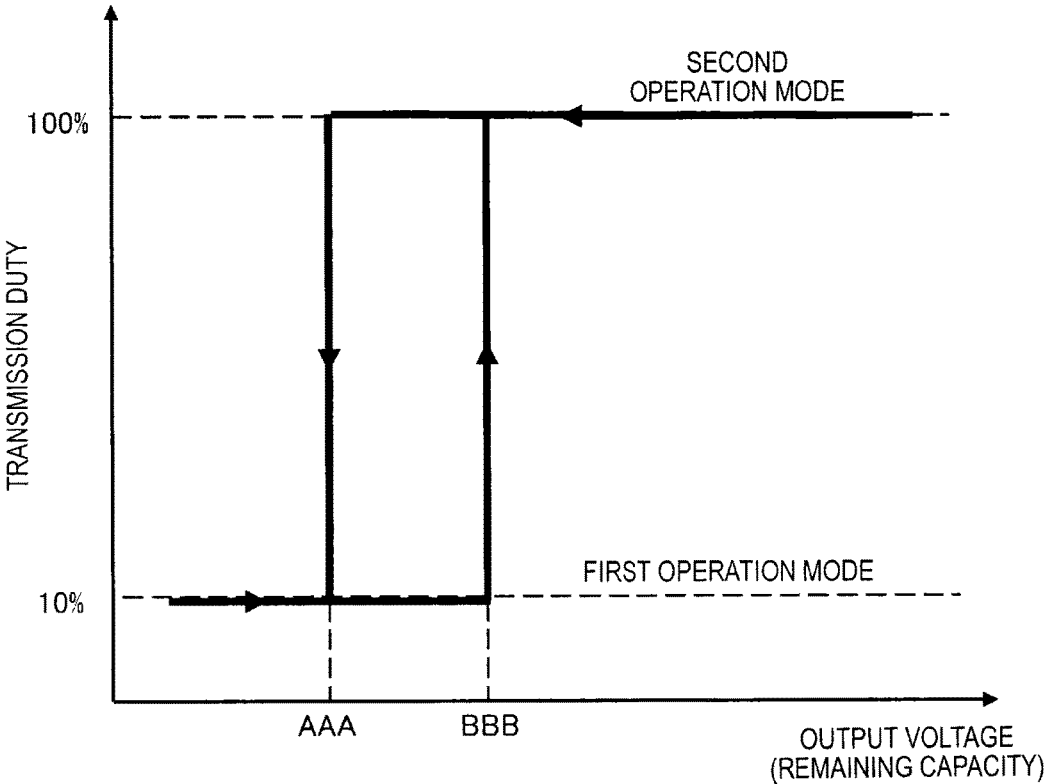 SECOND
OPERATION MODE
100%
TRANSMISSION DUTY
FIRST OPERATION MODE
10%
AAA
BBB
OUTPUT VOLTAGE
(REMAINING CAPACITY)